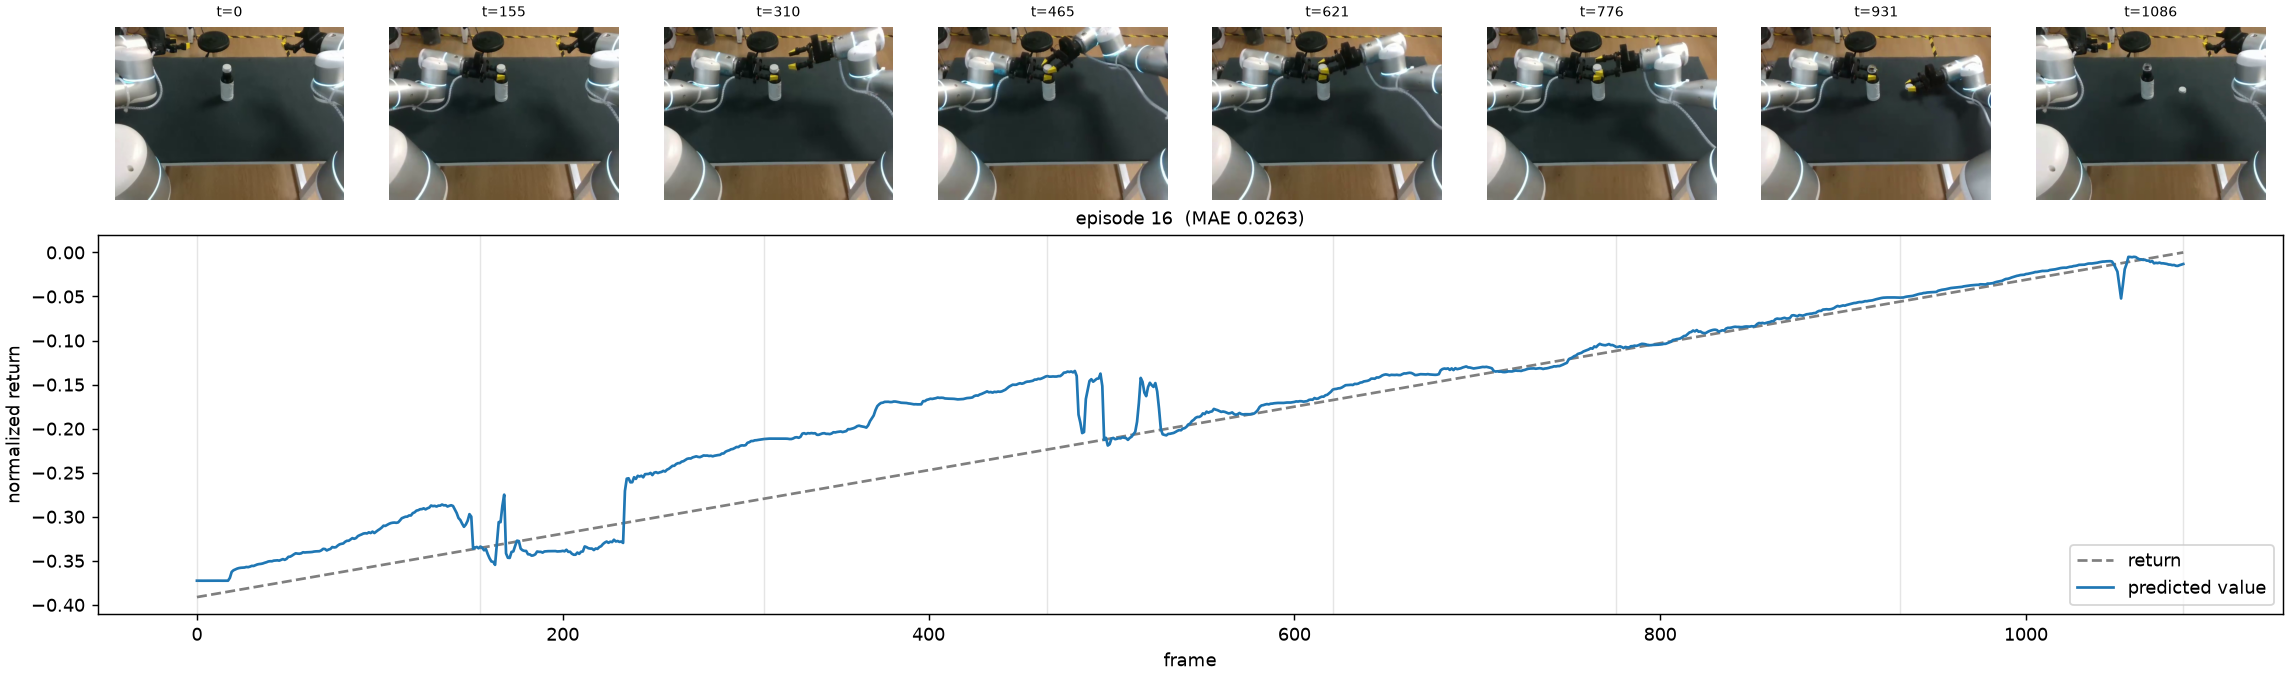 t=0 t=155 t=310 t=465 t=621 t=776 t=931 t=1086
episode 16 (MAE 0.0263)
0.00
−0.05
−0.10
−0.15
−0.20
−0.25
−0.30
−0.35
−0.40
normalized return
return
predicted value
0 200 400 600 800 1000
frame